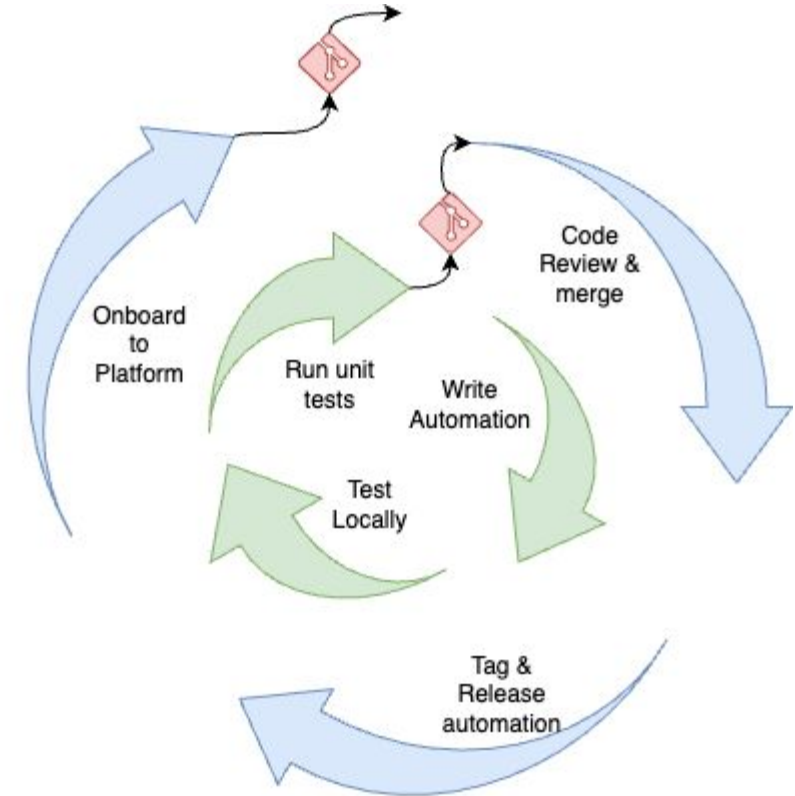 Code
Review &
merge
Onboard
to
Platform
Run unit
tests
Write
Automation
Test
Locally
Tag &
Release
automation